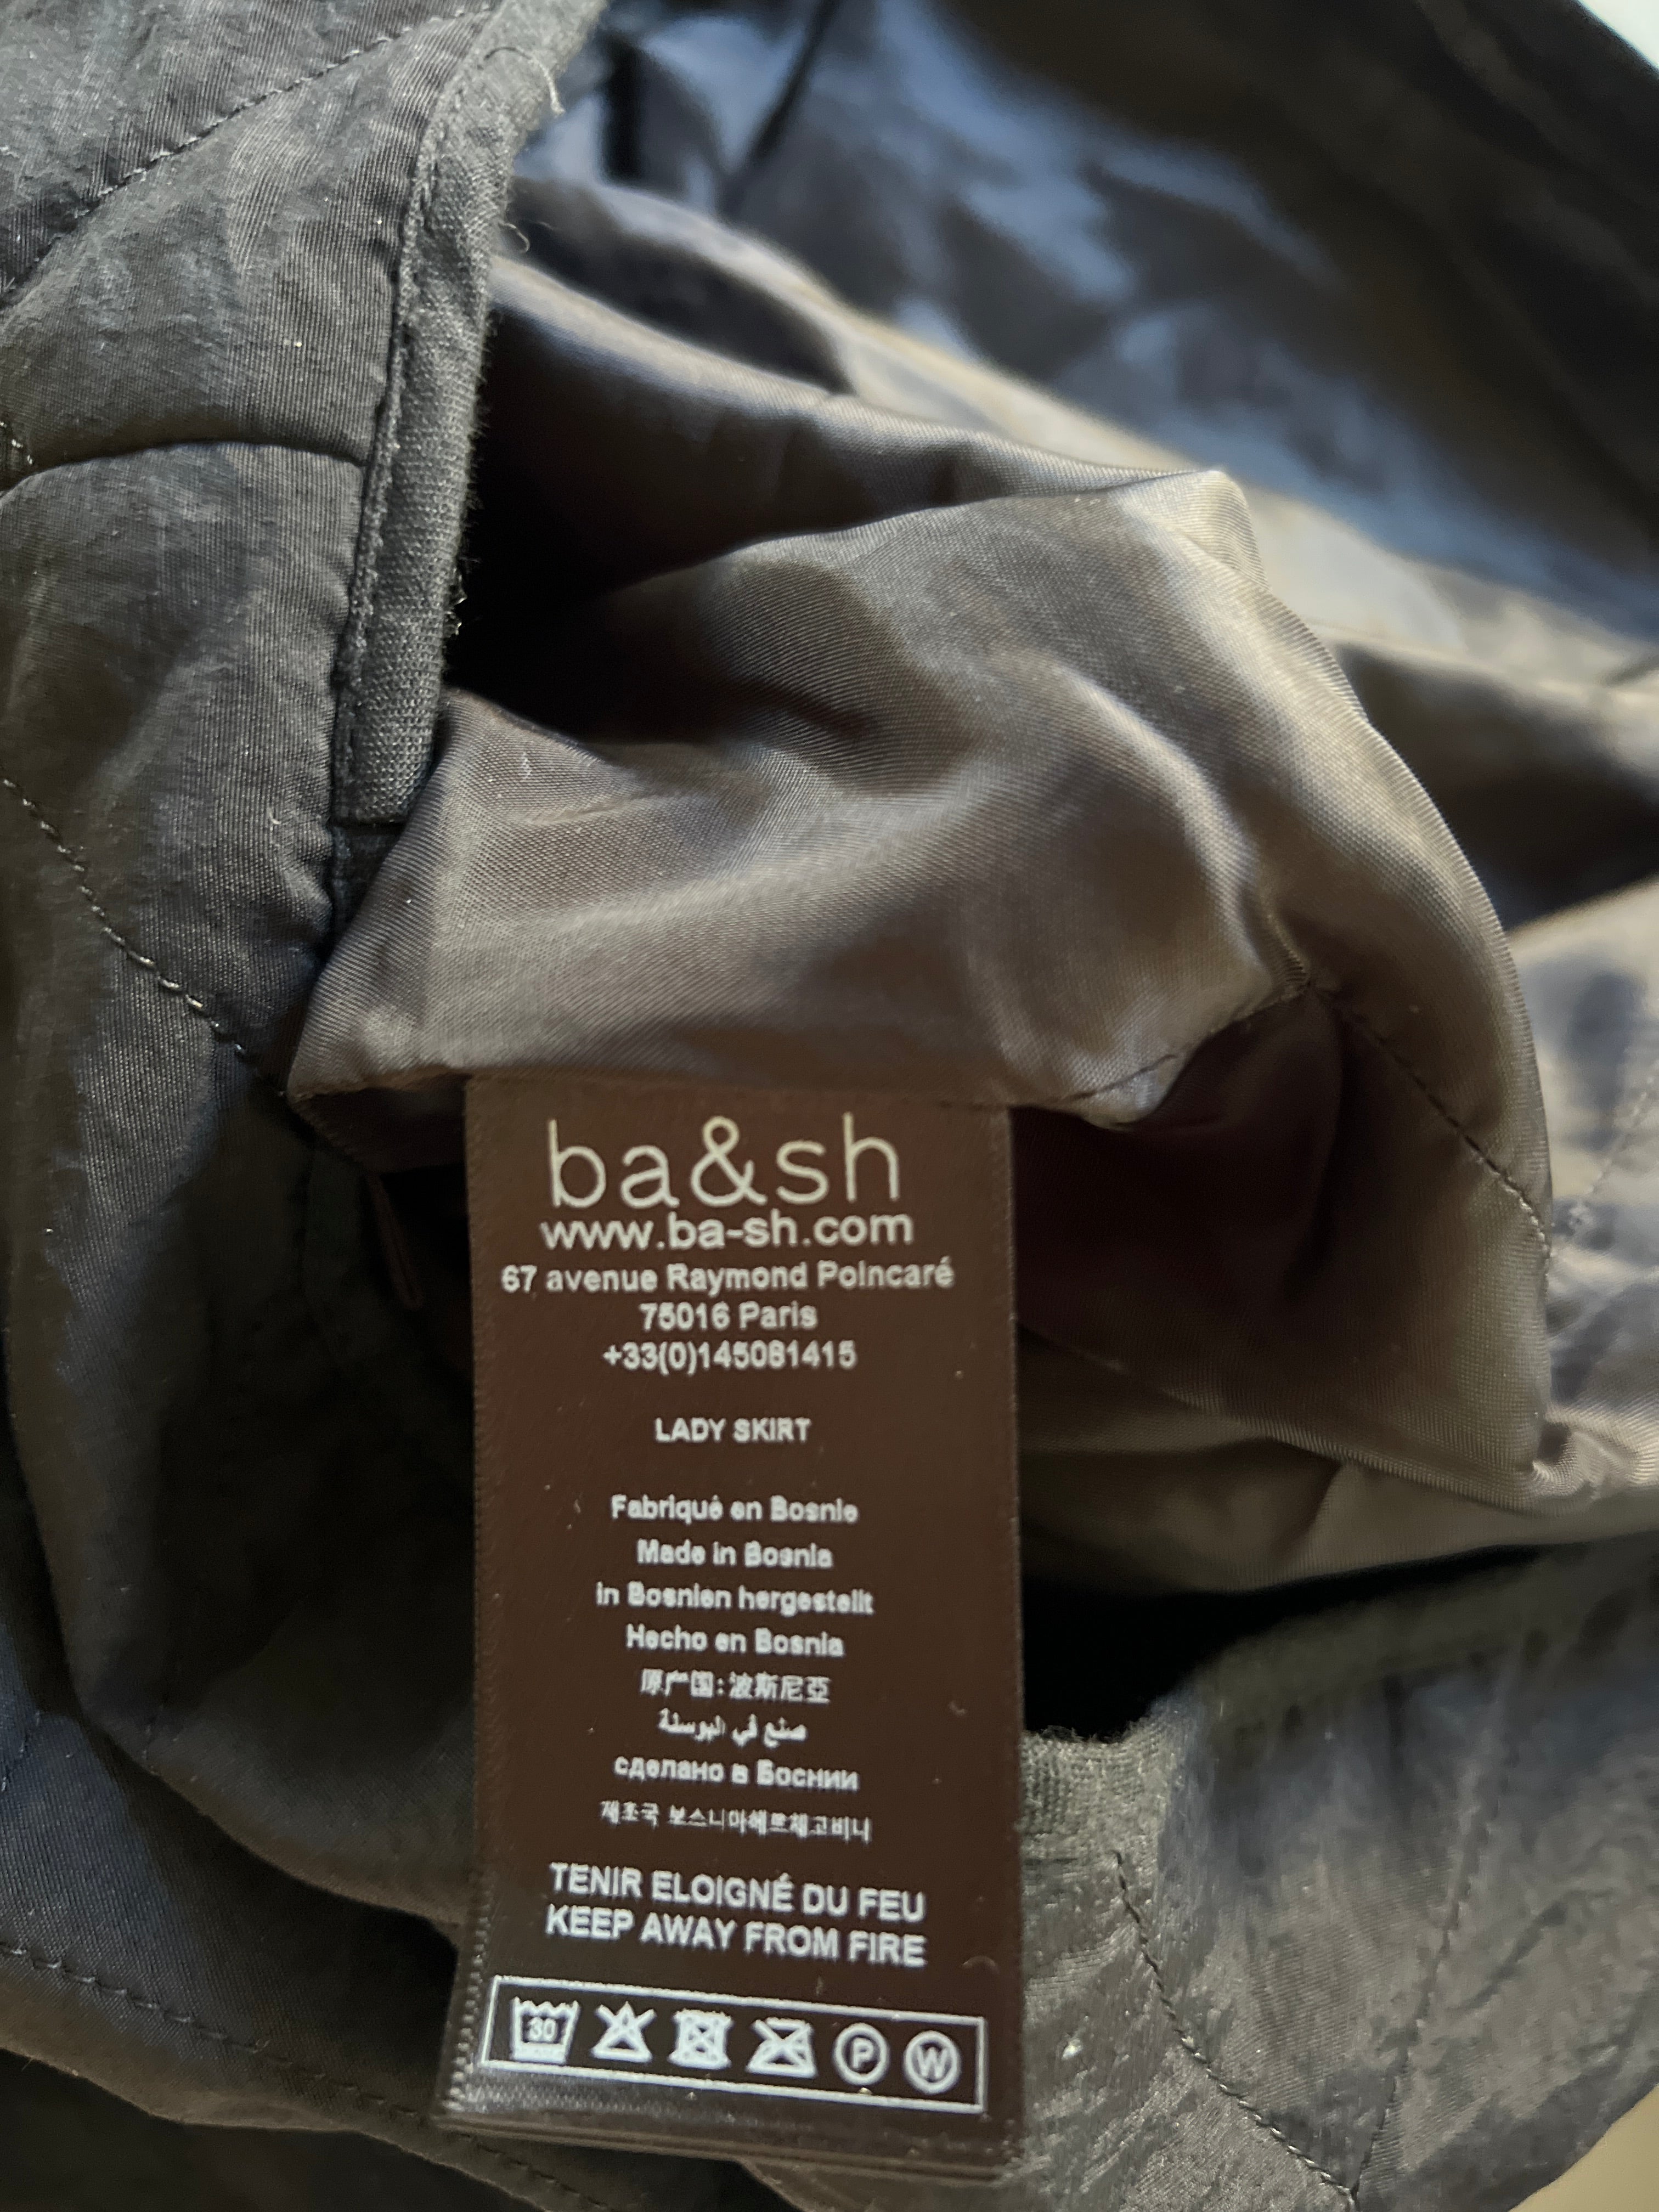 ba&sh
www.ba-sh.com
67 avenue Raymond Poincaré
75016 Paris
+33(0)145081415
LADY SKIRT
Fabriqué en Bosnie
Made in Bosnia
in Bosnien hergestellt
Hecho en Bosnia
原产国:波斯尼亞
صنع في البوسنة
сделано в Боснии
제조국 보스니아헤르체고비나
TENIR ELOIGNÉ DU FEU
KEEP AWAY FROM FIRE
30 P W